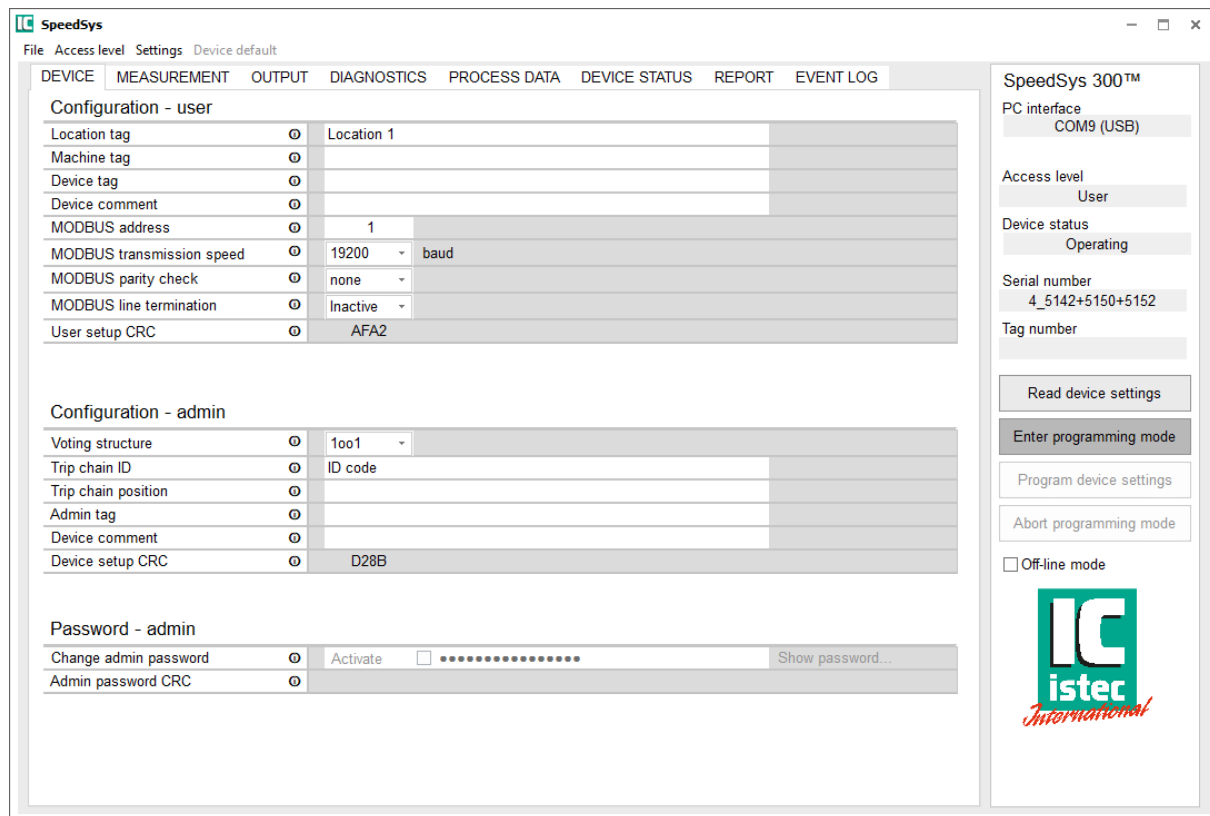 IC SpeedSys
File Access level Settings Device default
DEVICE MEASUREMENT OUTPUT DIAGNOSTICS PROCESS DATA DEVICE STATUS REPORT EVENT LOG
Configuration - user
Location tag Location 1
Machine tag
Device tag
Device comment
MODBUS address 1
MODBUS transmission speed 19200 baud
MODBUS parity check none
MODBUS line termination Inactive
User setup CRC AFA2
Configuration - admin
Voting structure 1oo1
Trip chain ID ID code
Trip chain position
Admin tag
Device comment
Device setup CRC D28B
Password - admin
Change admin password Activate ●●●●●●●●●●●●●●●● Show password...
Admin password CRC
SpeedSys 300™
PC interface
COM9 (USB)
Access level
User
Device status
Operating
Serial number
4_5142+5150+5152
Tag number
Read device settings
Enter programming mode
Program device settings
Abort programming mode
Off-line mode
IC
istec
International